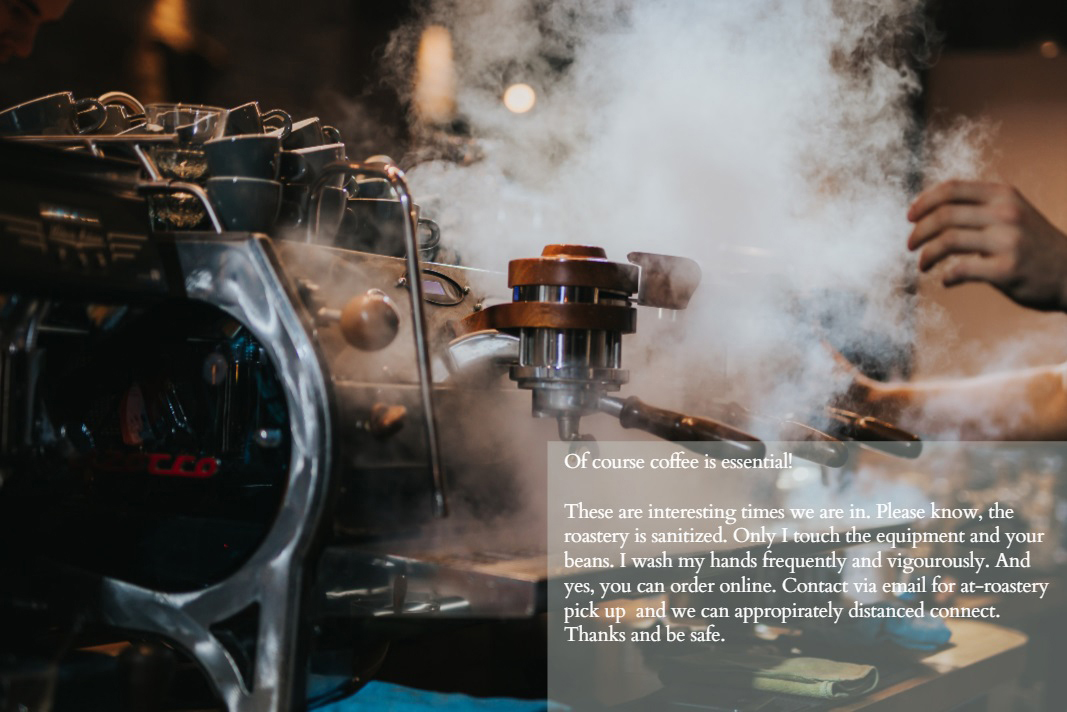 Of course coffee is essential!
These are interesting times we are in. Please know, the
roastery is sanitized. Only I touch the equipment and your
beans. I wash my hands frequently and vigourously. And
yes, you can order online. Contact via email for at-roastery
pick up  and we can appropirately distanced connect.
Thanks and be safe.